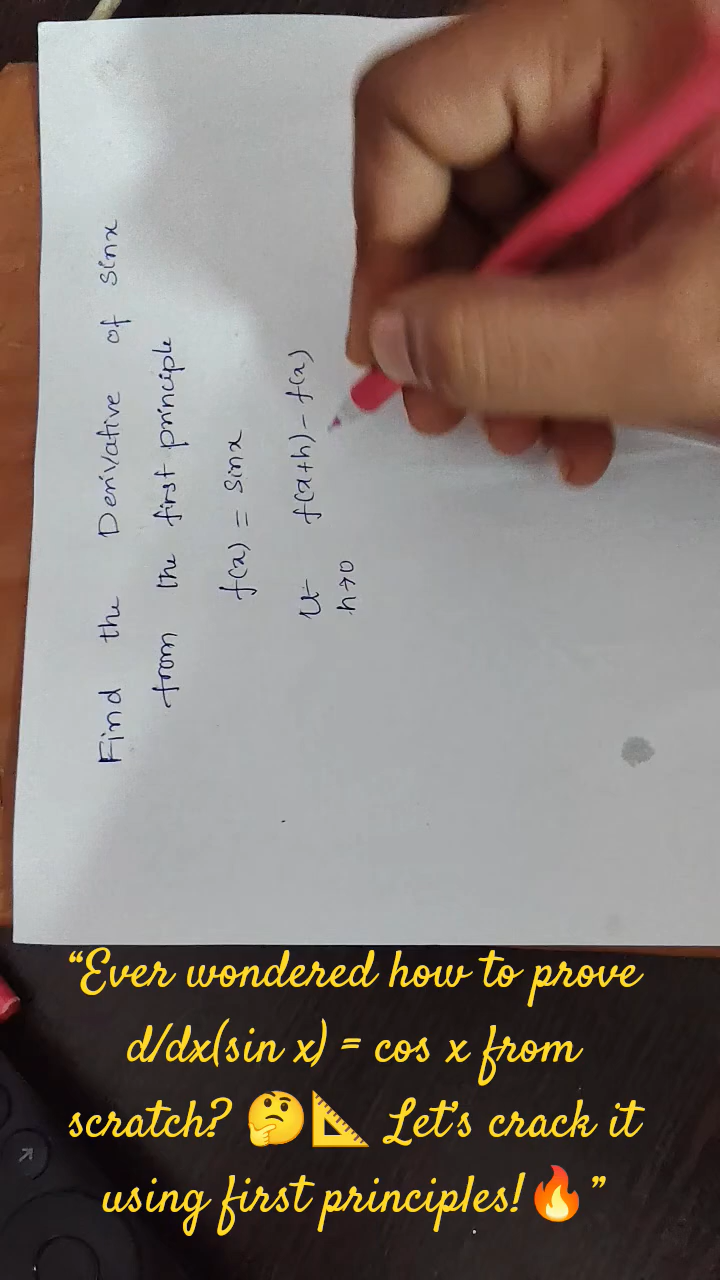 Find the Derivative of sinx
from the first principle
f(x) = sinx
lt f(x+h) - f(x)
h→0
“Ever wondered how to prove
d/dx(sin x) = cos x from
scratch? 🤔📐 Let's crack it
using first principles!🔥”